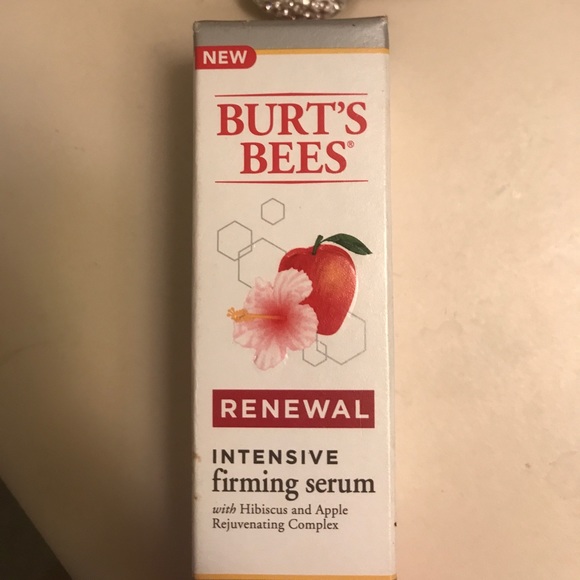 NEW
BURT'S
BEES®
RENEWAL
INTENSIVE
firming serum
with Hibiscus and Apple
Rejuvenating Complex